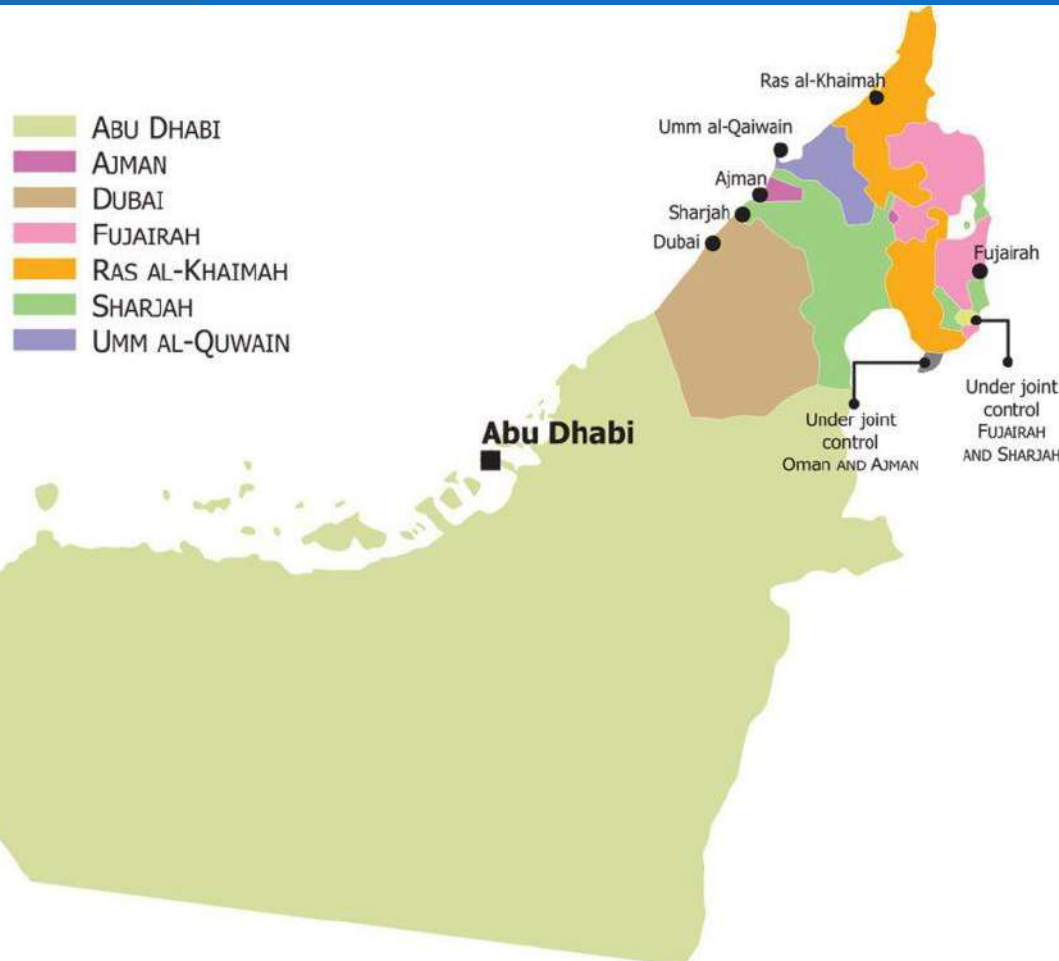 ABU DHABI
AJMAN
DUBAI
FUJAIRAH
RAS AL-KHAIMAH
SHARJAH
UMM AL-QUWAIN
Ras al-Khaimah
Umm al-Qaiwain
Ajman
Sharjah
Dubai
Fujairah
Abu Dhabi
Under joint
control
Oman AND AJMAN
Under joint
control
FUJAIRAH
AND SHARJAH